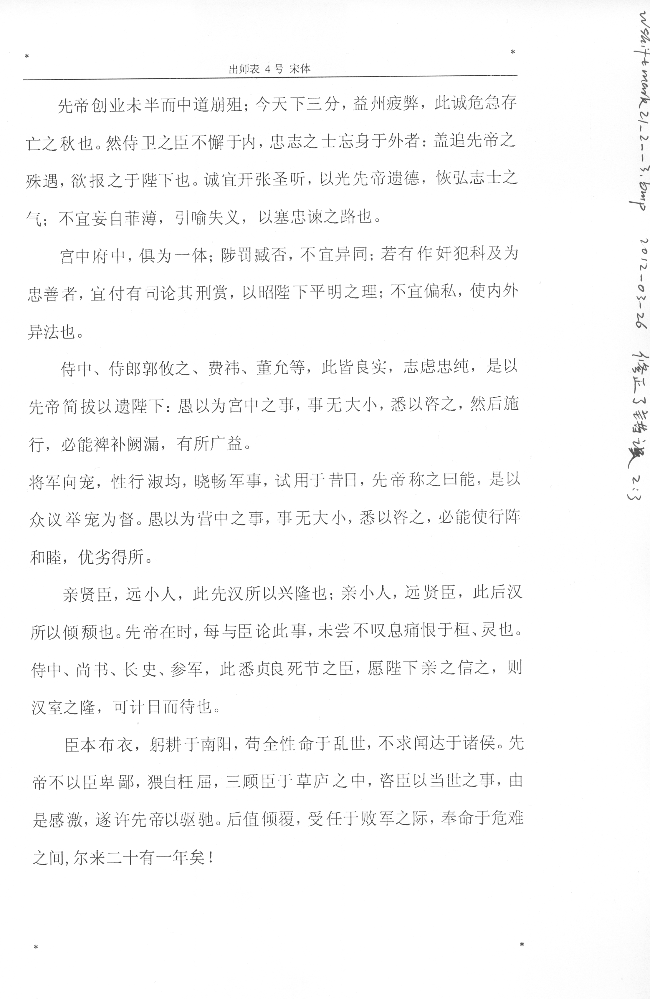 * *
出师表 4号 宋体
先帝创业未半而中道崩殂；今天下三分，益州疲弊，此诚危急存
亡之秋也。然侍卫之臣不懈于内，忠志之士忘身于外者：盖追先帝之
殊遇，欲报之于陛下也。诚宜开张圣听，以光先帝遗德，恢弘志士之
气；不宜妄自菲薄，引喻失义，以塞忠谏之路也。
宫中府中，俱为一体；陟罚臧否，不宜异同；若有作奸犯科及为
忠善者，宜付有司论其刑赏，以昭陛下平明之理；不宜偏私，使内外
异法也。
侍中、侍郎郭攸之、费祎、董允等，此皆良实，志虑忠纯，是以
先帝简拔以遗陛下：愚以为宫中之事，事无大小，悉以咨之，然后施
行，必能裨补阙漏，有所广益。
将军向宠，性行淑均，晓畅军事，试用于昔日，先帝称之曰能，是以
众议举宠为督。愚以为营中之事，事无大小，悉以咨之，必能使行阵
和睦，优劣得所。
亲贤臣，远小人，此先汉所以兴隆也；亲小人，远贤臣，此后汉
所以倾颓也。先帝在时，每与臣论此事，未尝不叹息痛恨于桓、灵也。
侍中、尚书、长史、参军，此悉贞良死节之臣，愿陛下亲之信之，则
汉室之隆，可计日而待也。
臣本布衣，躬耕于南阳，苟全性命于乱世，不求闻达于诸侯。先
帝不以臣卑鄙，猥自枉屈，三顾臣于草庐之中，咨臣以当世之事，由
是感激，遂许先帝以驱驰。后值倾覆，受任于败军之际，奉命于危难
之间,尔来二十有一年矣！
* *
wshiftmark21-2--3.bmp 2012-03-26 修正了错误 2:3